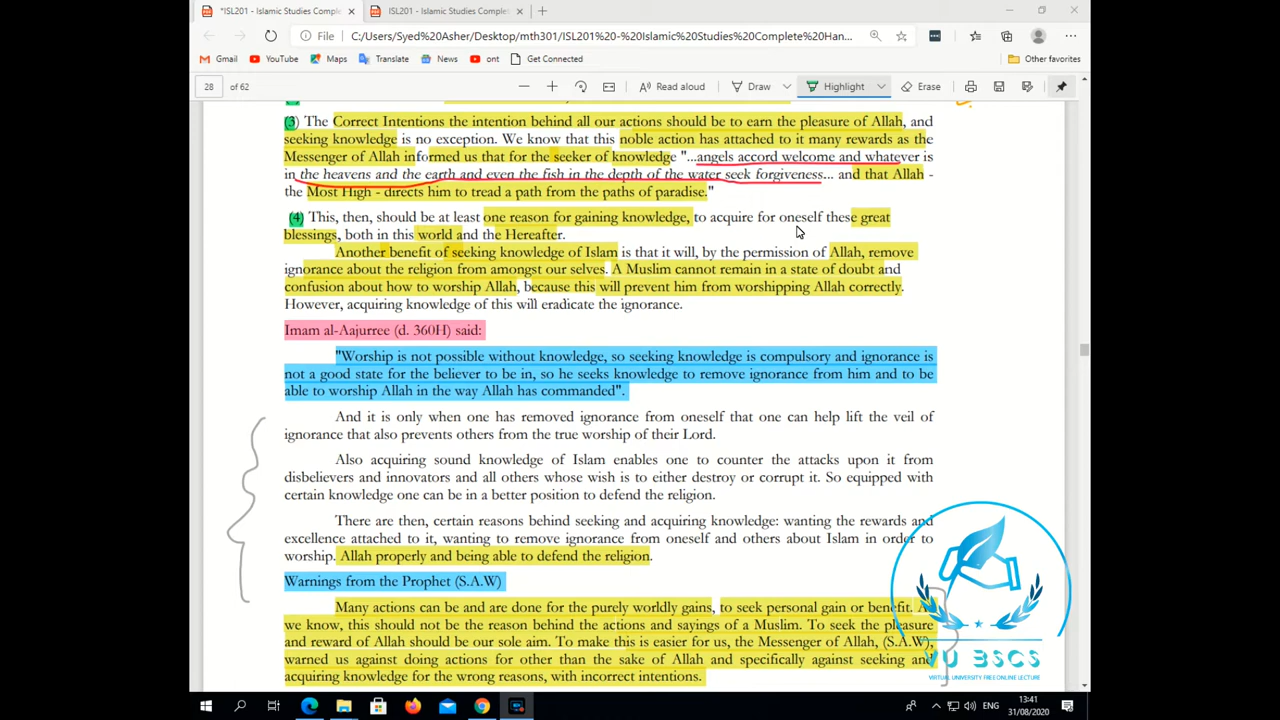 *ISL201 - Islamic Studies Comple
ISL201 - Islamic Studies Complet
File
C:/Users/Syed%20Asher/Desktop/mth301/ISL201%20-%20Islamic%20Studies%20Complete%20Han...
Gmail
YouTube
Maps
Translate
News
ont
Get Connected
Other favorites
28 of 62
Read aloud
Draw
Highlight
Erase
(3) The Correct Intentions the intention behind all our actions should be to earn the pleasure of Allah, and
seeking knowledge is no exception. We know that this noble action has attached to it many rewards as the
Messenger of Allah informed us that for the seeker of knowledge "...angels accord welcome and whatever is
in the heavens and the earth and even the fish in the depth of the water seek forgiveness... and that Allah -
the Most High - directs him to tread a path from the paths of paradise."
(4) This, then, should be at least one reason for gaining knowledge, to acquire for oneself these great
blessings, both in this world and the Hereafter.
Another benefit of seeking knowledge of Islam is that it will, by the permission of Allah, remove
ignorance about the religion from amongst our selves. A Muslim cannot remain in a state of doubt and
confusion about how to worship Allah, because this will prevent him from worshipping Allah correctly.
However, acquiring knowledge of this will eradicate the ignorance.
Imam al-Aajurree (d. 360H) said:
"Worship is not possible without knowledge, so seeking knowledge is compulsory and ignorance is
not a good state for the believer to be in, so he seeks knowledge to remove ignorance from him and to be
able to worship Allah in the way Allah has commanded".
And it is only when one has removed ignorance from oneself that one can help lift the veil of
ignorance that also prevents others from the true worship of their Lord.
Also acquiring sound knowledge of Islam enables one to counter the attacks upon it from
disbelievers and innovators and all others whose wish is to either destroy or corrupt it. So equipped with
certain knowledge one can be in a better position to defend the religion.
There are then, certain reasons behind seeking and acquiring knowledge: wanting the rewards and
excellence attached to it, wanting to remove ignorance from oneself and others about Islam in order to
worship. Allah properly and being able to defend the religion.
Warnings from the Prophet (S.A.W)
Many actions can be and are done for the purely worldly gains, to seek personal gain or benefit. As
we know, this should not be the reason behind the actions and sayings of a Muslim. To seek the pleasure
and reward of Allah should be our sole aim. To make this is easier for us, the Messenger of Allah, (S.A.W),
warned us against doing actions for other than the sake of Allah and specifically against seeking and
acquiring knowledge for the wrong reasons, with incorrect intentions.
VU BSCS
VIRTUAL UNIVERSITY FREE ONLINE LECTURE
ENG
13:41
31/08/2020